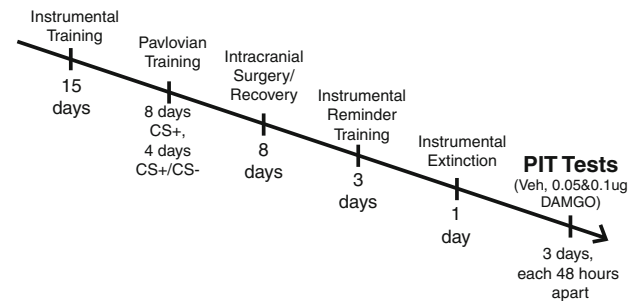 Instrumental
Training
15
days
Pavlovian
Training
8 days
CS+,
4 days
CS+/CS-
Intracranial
Surgery/
Recovery
8
days
Instrumental
Reminder
Training
3
days
Instrumental
Extinction
1
day
PIT Tests
(Veh, 0.05&0.1ug
DAMGO)
3 days,
each 48 hours
apart